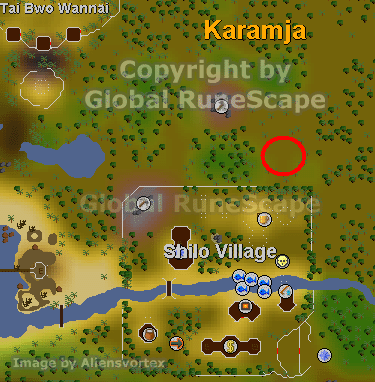 Tai Bwo Wannai
Karamja
Copyright by
Global RuneScape
Global RuneScape
Shilo Village
Image by Aliensvortex